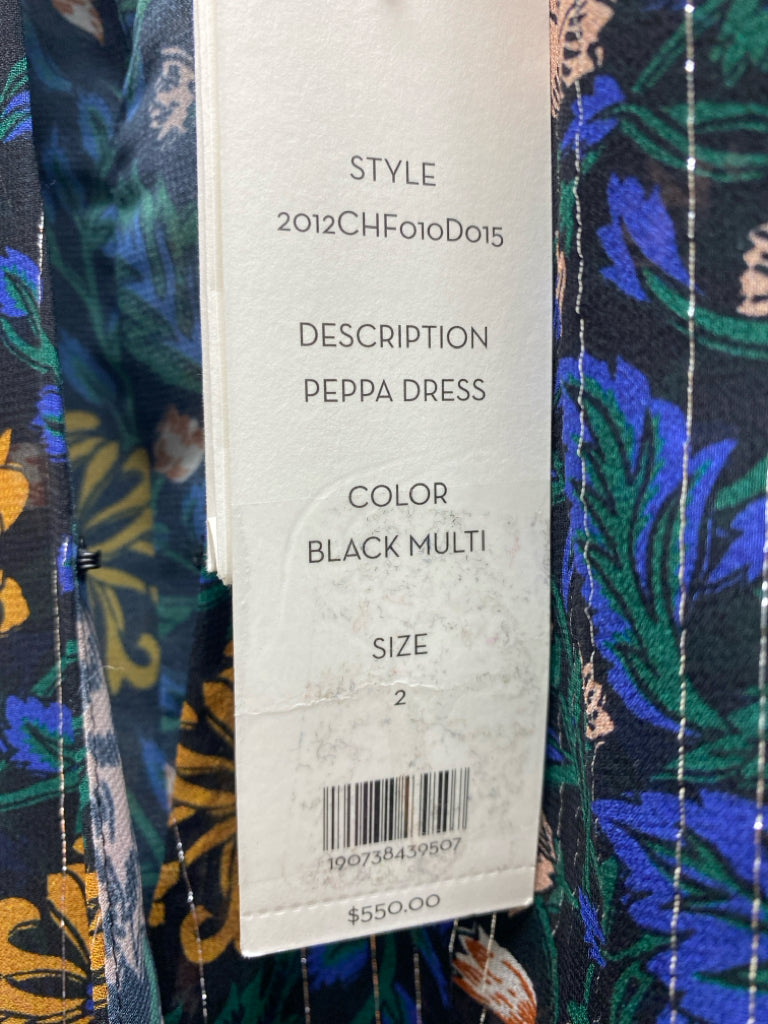 STYLE
2012CHF010D015
DESCRIPTION
PEPPA DRESS
COLOR
BLACK MULTI
SIZE
2
190738439507
$550.00